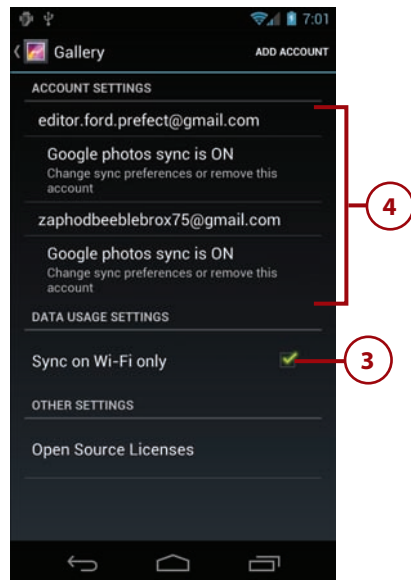 7:01
Gallery
ADD ACCOUNT
ACCOUNT SETTINGS
editor.ford.prefect@gmail.com
Google photos sync is ON
Change sync preferences or remove this
account
zaphodbeeblebrox75@gmail.com
Google photos sync is ON
Change sync preferences or remove this
account
4
DATA USAGE SETTINGS
Sync on Wi-Fi only
3
OTHER SETTINGS
Open Source Licenses